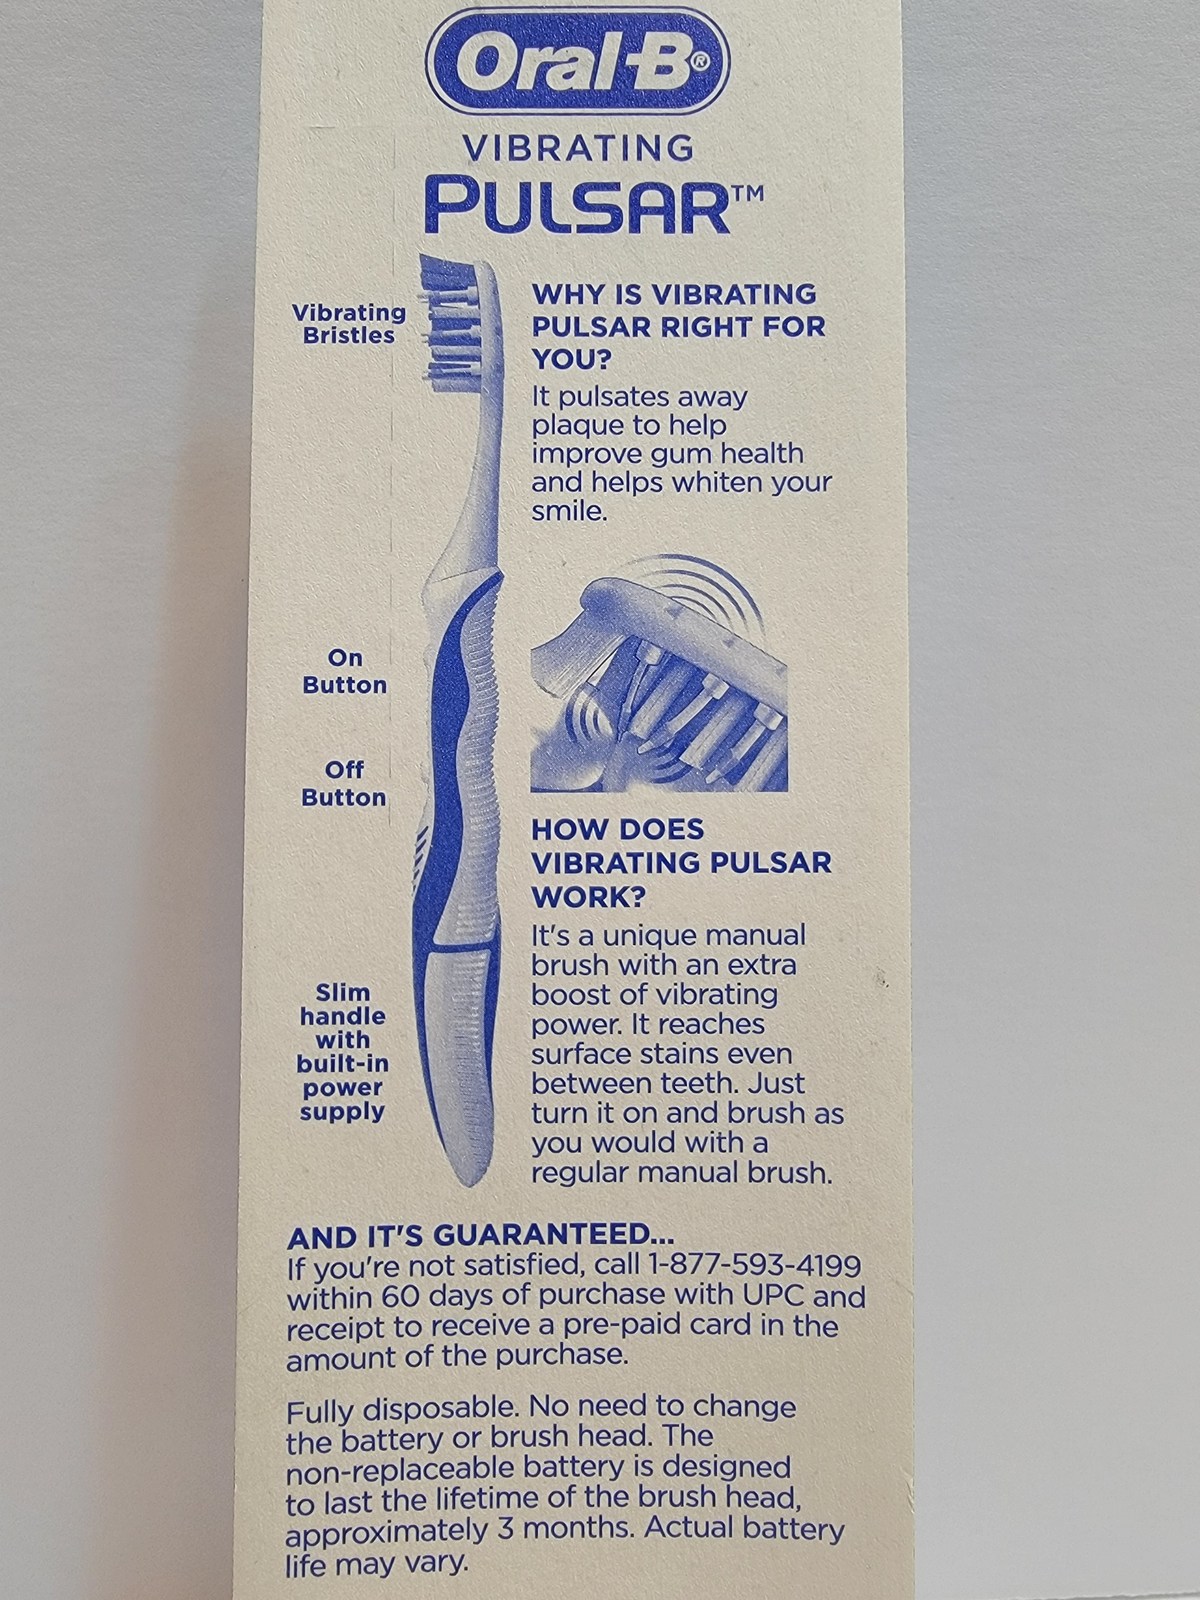 Oral-B®
VIBRATING
PULSAR™
Vibrating
Bristles
WHY IS VIBRATING
PULSAR RIGHT FOR
YOU?
It pulsates away
plaque to help
improve gum health
and helps whiten your
smile.
On
Button
Off
Button
HOW DOES
VIBRATING PULSAR
WORK?
It's a unique manual
brush with an extra
boost of vibrating
power. It reaches
surface stains even
between teeth. Just
turn it on and brush as
you would with a
regular manual brush.
Slim
handle
with
built-in
power
supply
AND IT'S GUARANTEED...
If you're not satisfied, call 1-877-593-4199
within 60 days of purchase with UPC and
receipt to receive a pre-paid card in the
amount of the purchase.
Fully disposable. No need to change
the battery or brush head. The
non-replaceable battery is designed
to last the lifetime of the brush head,
approximately 3 months. Actual battery
life may vary.